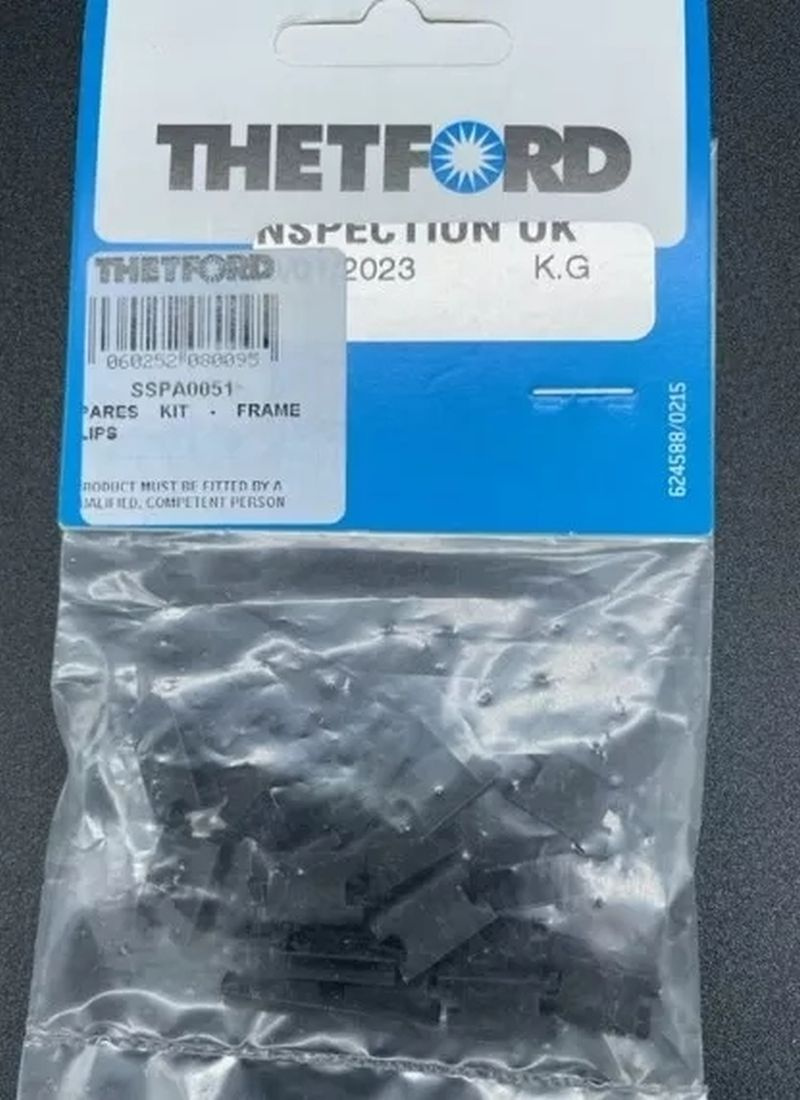 THETFORD
NSPECTION UK
/01/2023 K.G
THETFORD
060252 080095
SSPA0051
PARES KIT - FRAME
LIPS
RODUCT MUST BE FITTED BY A
UALIFIED, COMPETENT PERSON
624588/0215